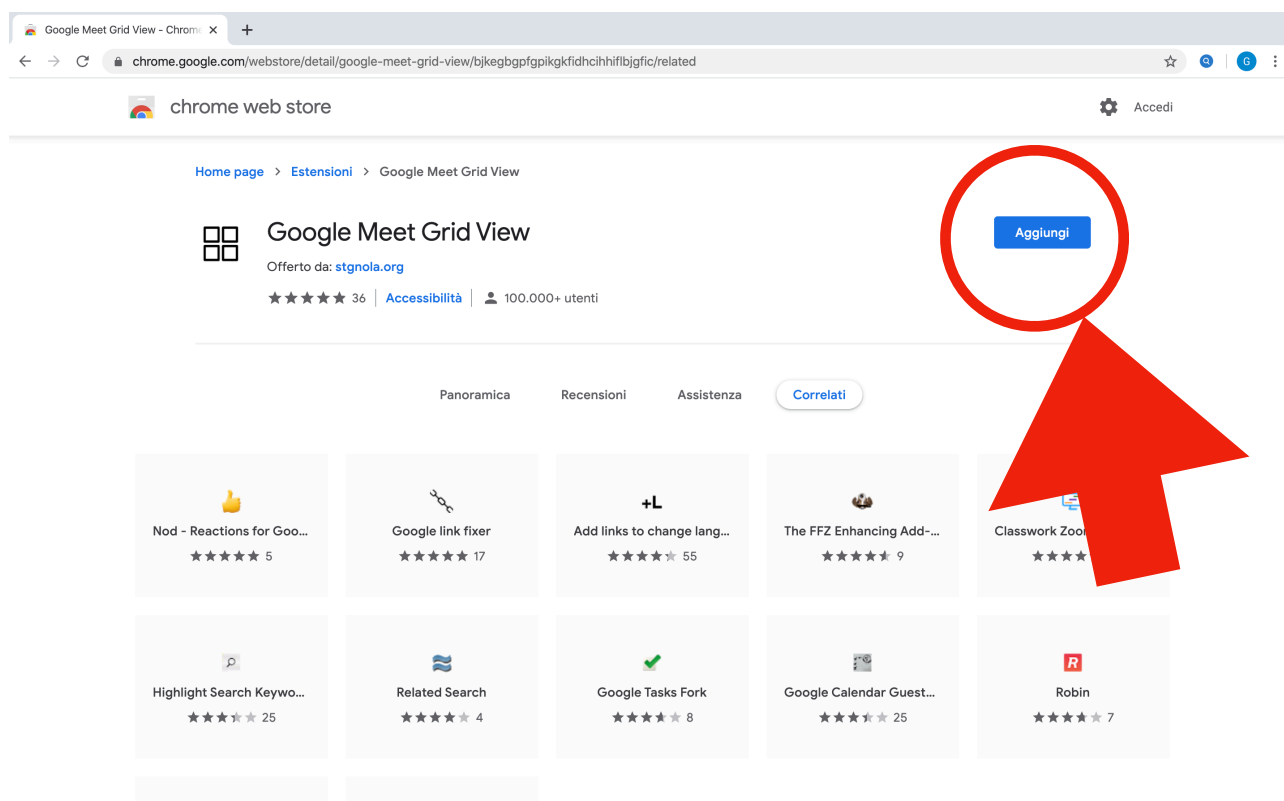 Google Meet Grid View - Chrom
chrome.google.com/webstore/detail/google-meet-grid-view/bjkegbgpfgpikgkfidhcihhiflbjgfic/related
G
chrome web store
Accedi
Home page > Estensioni > Google Meet Grid View
Google Meet Grid View
Aggiungi
Offerto da: stgnola.org
36 Accessibilità 100.000+ utenti
Panoramica Recensioni Assistenza Correlati
+L
Nod - Reactions for Goo... Google link fixer Add links to change lang... The FFZ Enhancing Add-... Classwork Zoo
5 17 55 9
R
Highlight Search Keywo... Related Search Google Tasks Fork Google Calendar Guest... Robin
25 4 8 25 7